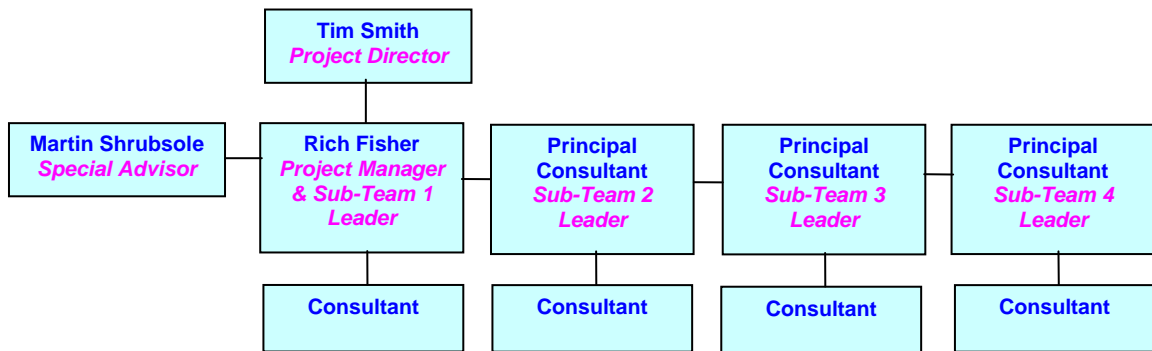 Tim Smith
Project Director
Martin Shrubsole
Special Advisor
Rich Fisher
Project Manager
& Sub-Team 1
Leader
Principal
Consultant
Sub-Team 2
Leader
Principal
Consultant
Sub-Team 3
Leader
Principal
Consultant
Sub-Team 4
Leader
Consultant
Consultant
Consultant
Consultant